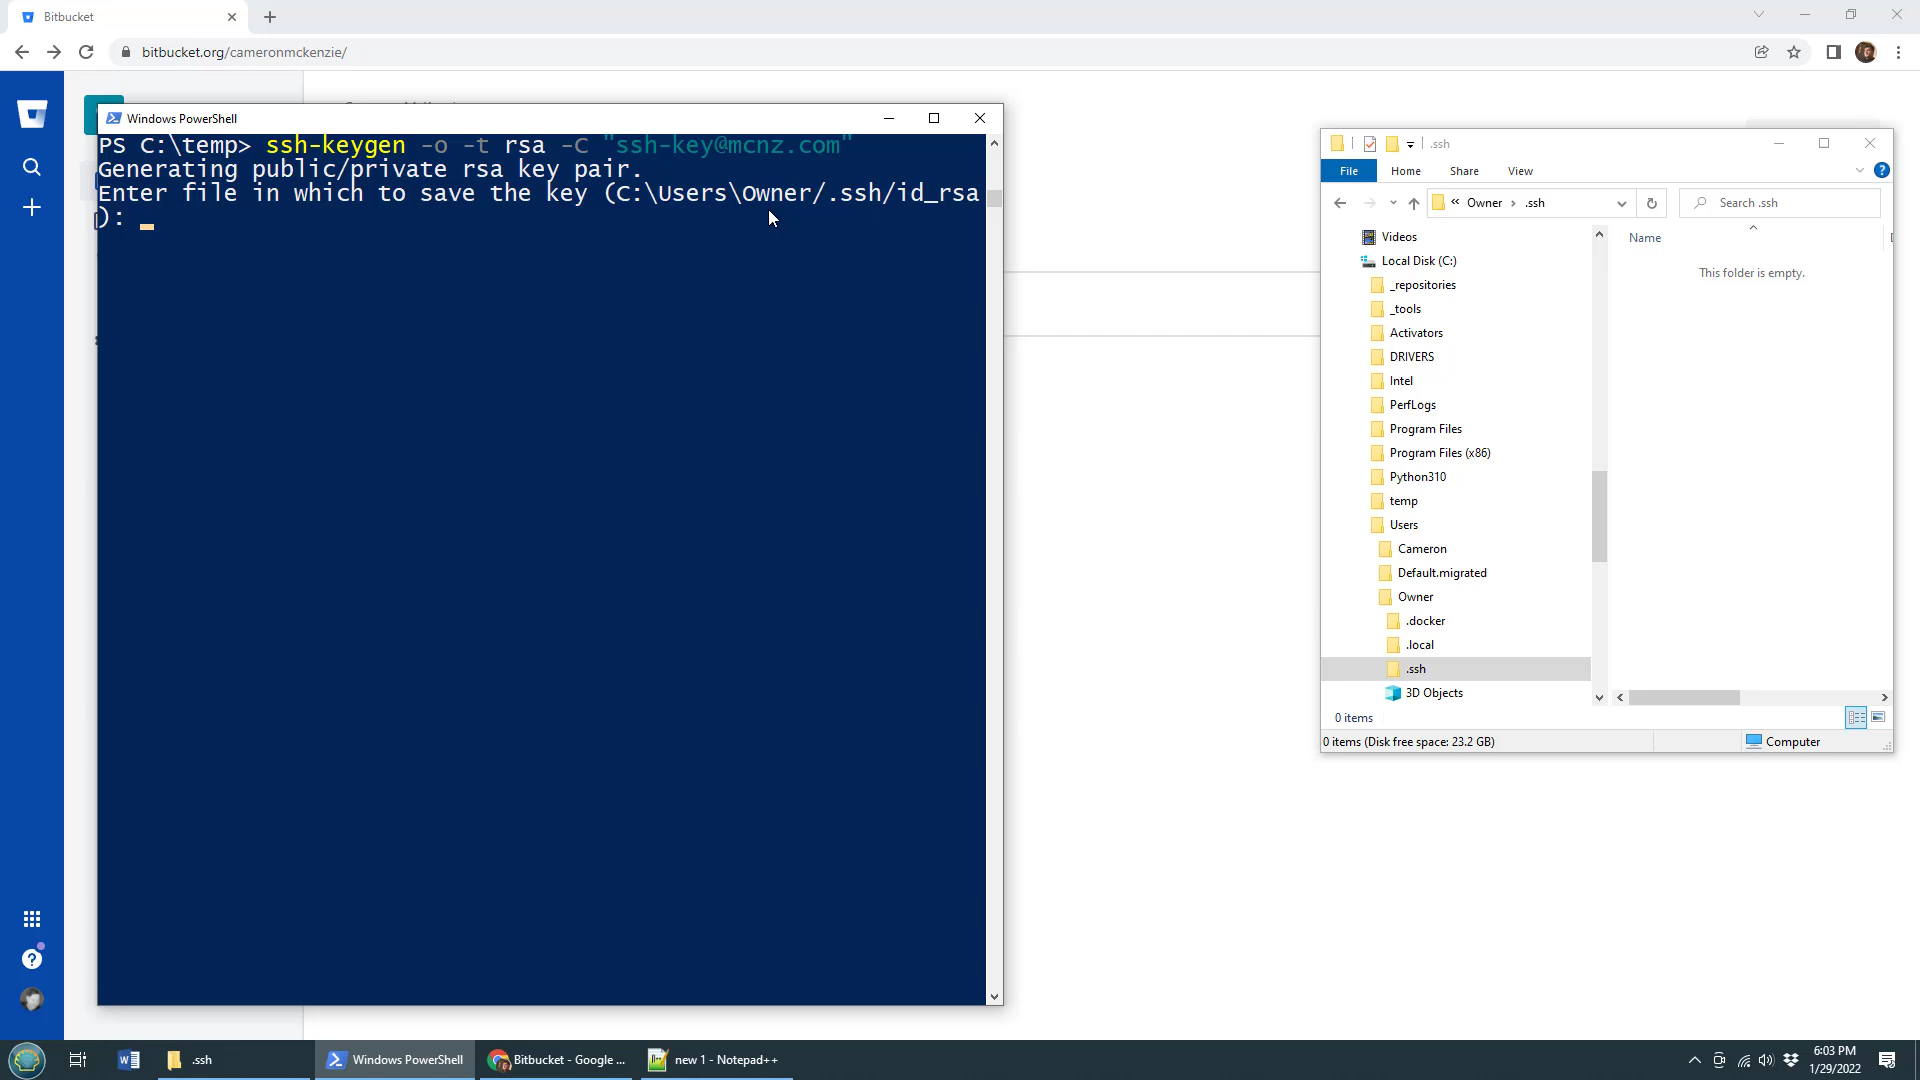 Bitbucket
bitbucket.org/cameronmckenzie/
Windows PowerShell
PS C:\temp> ssh-keygen -o -t rsa -C "ssh-key@mcnz.com"
Generating public/private rsa key pair.
Enter file in which to save the key (C:\Users\Owner/.ssh/id_rsa
):
.ssh
File Home Share View
« Owner › .ssh
Search .ssh
Videos
Local Disk (C:)
_repositories
_tools
Activators
DRIVERS
Intel
PerfLogs
Program Files
Program Files (x86)
Python310
temp
Users
Cameron
Default.migrated
Owner
.docker
.local
.ssh
3D Objects
Name
This folder is empty.
0 items
0 items (Disk free space: 23.2 GB)
Computer
.ssh
Windows PowerShell
Bitbucket - Google ...
new 1 - Notepad++
6:03 PM
1/29/2022